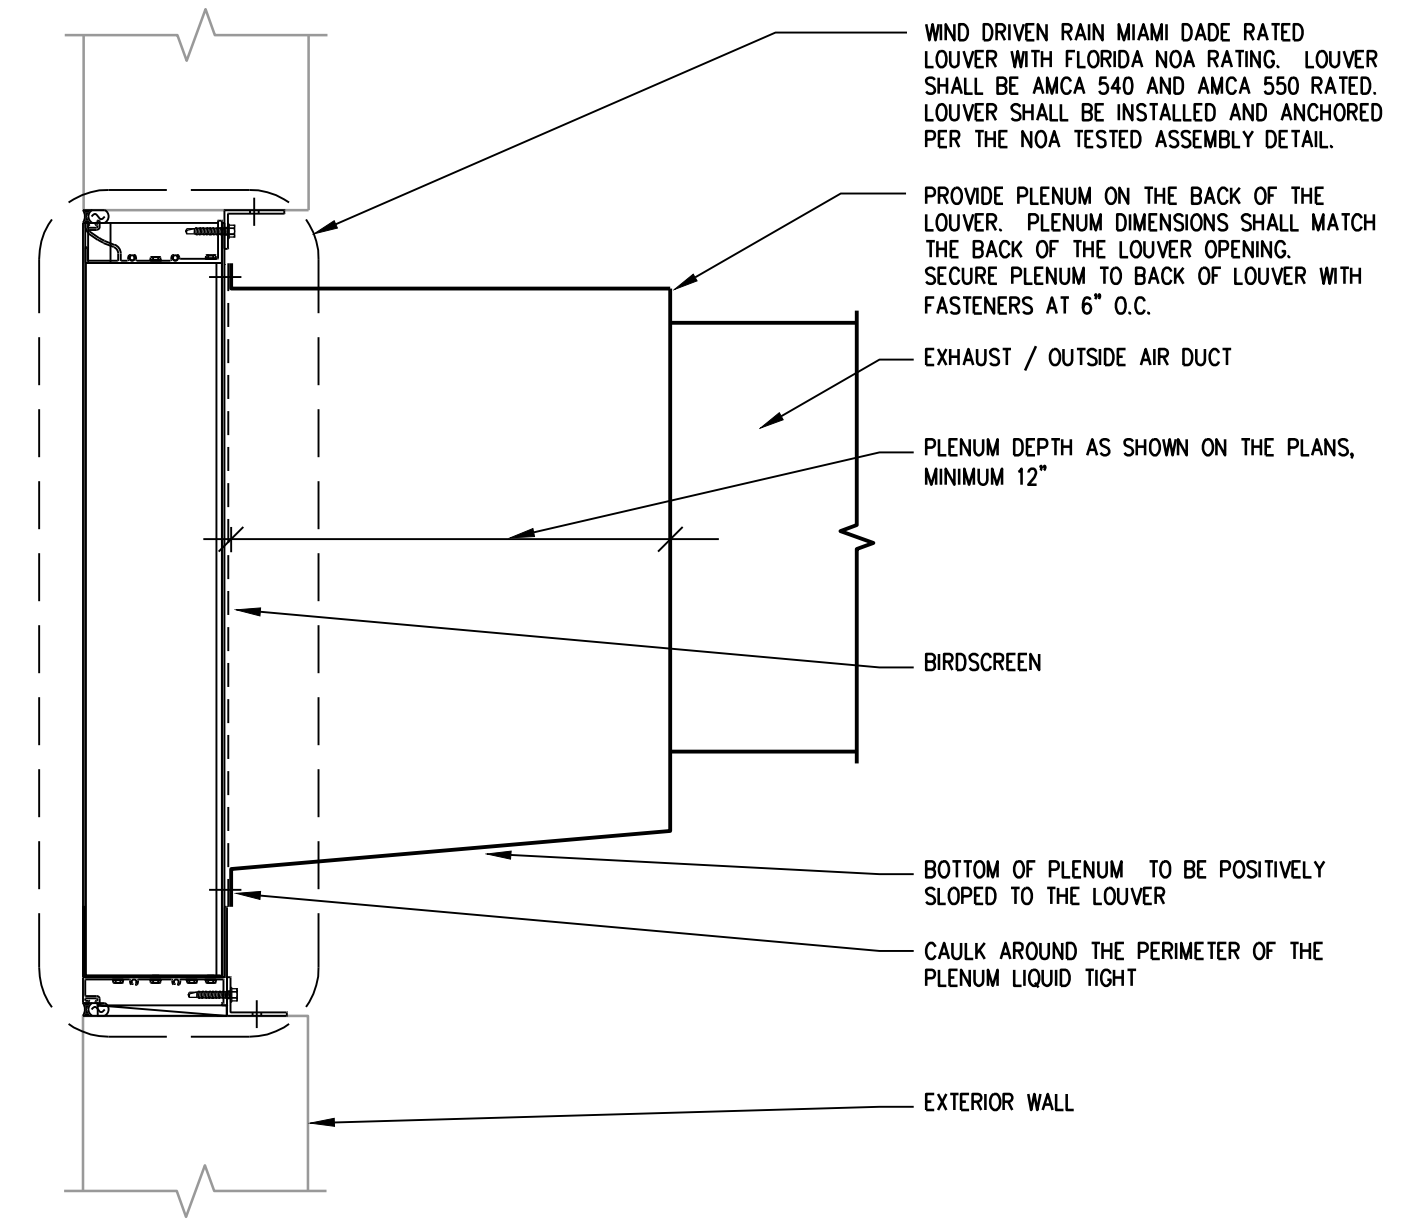 WIND DRIVEN RAIN MIAMI DADE RATED
LOUVER WITH FLORIDA NOA RATING. LOUVER
SHALL BE AMCA 540 AND AMCA 550 RATED.
LOUVER SHALL BE INSTALLED AND ANCHORED
PER THE NOA TESTED ASSEMBLY DETAIL.
PROVIDE PLENUM ON THE BACK OF THE
LOUVER. PLENUM DIMENSIONS SHALL MATCH
THE BACK OF THE LOUVER OPENING.
SECURE PLENUM TO BACK OF LOUVER WITH
FASTENERS AT 6" O.C.
EXHAUST / OUTSIDE AIR DUCT
PLENUM DEPTH AS SHOWN ON THE PLANS,
MINIMUM 12"
BIRDSCREEN
BOTTOM OF PLENUM TO BE POSITIVELY
SLOPED TO THE LOUVER
CAULK AROUND THE PERIMETER OF THE
PLENUM LIQUID TIGHT
EXTERIOR WALL